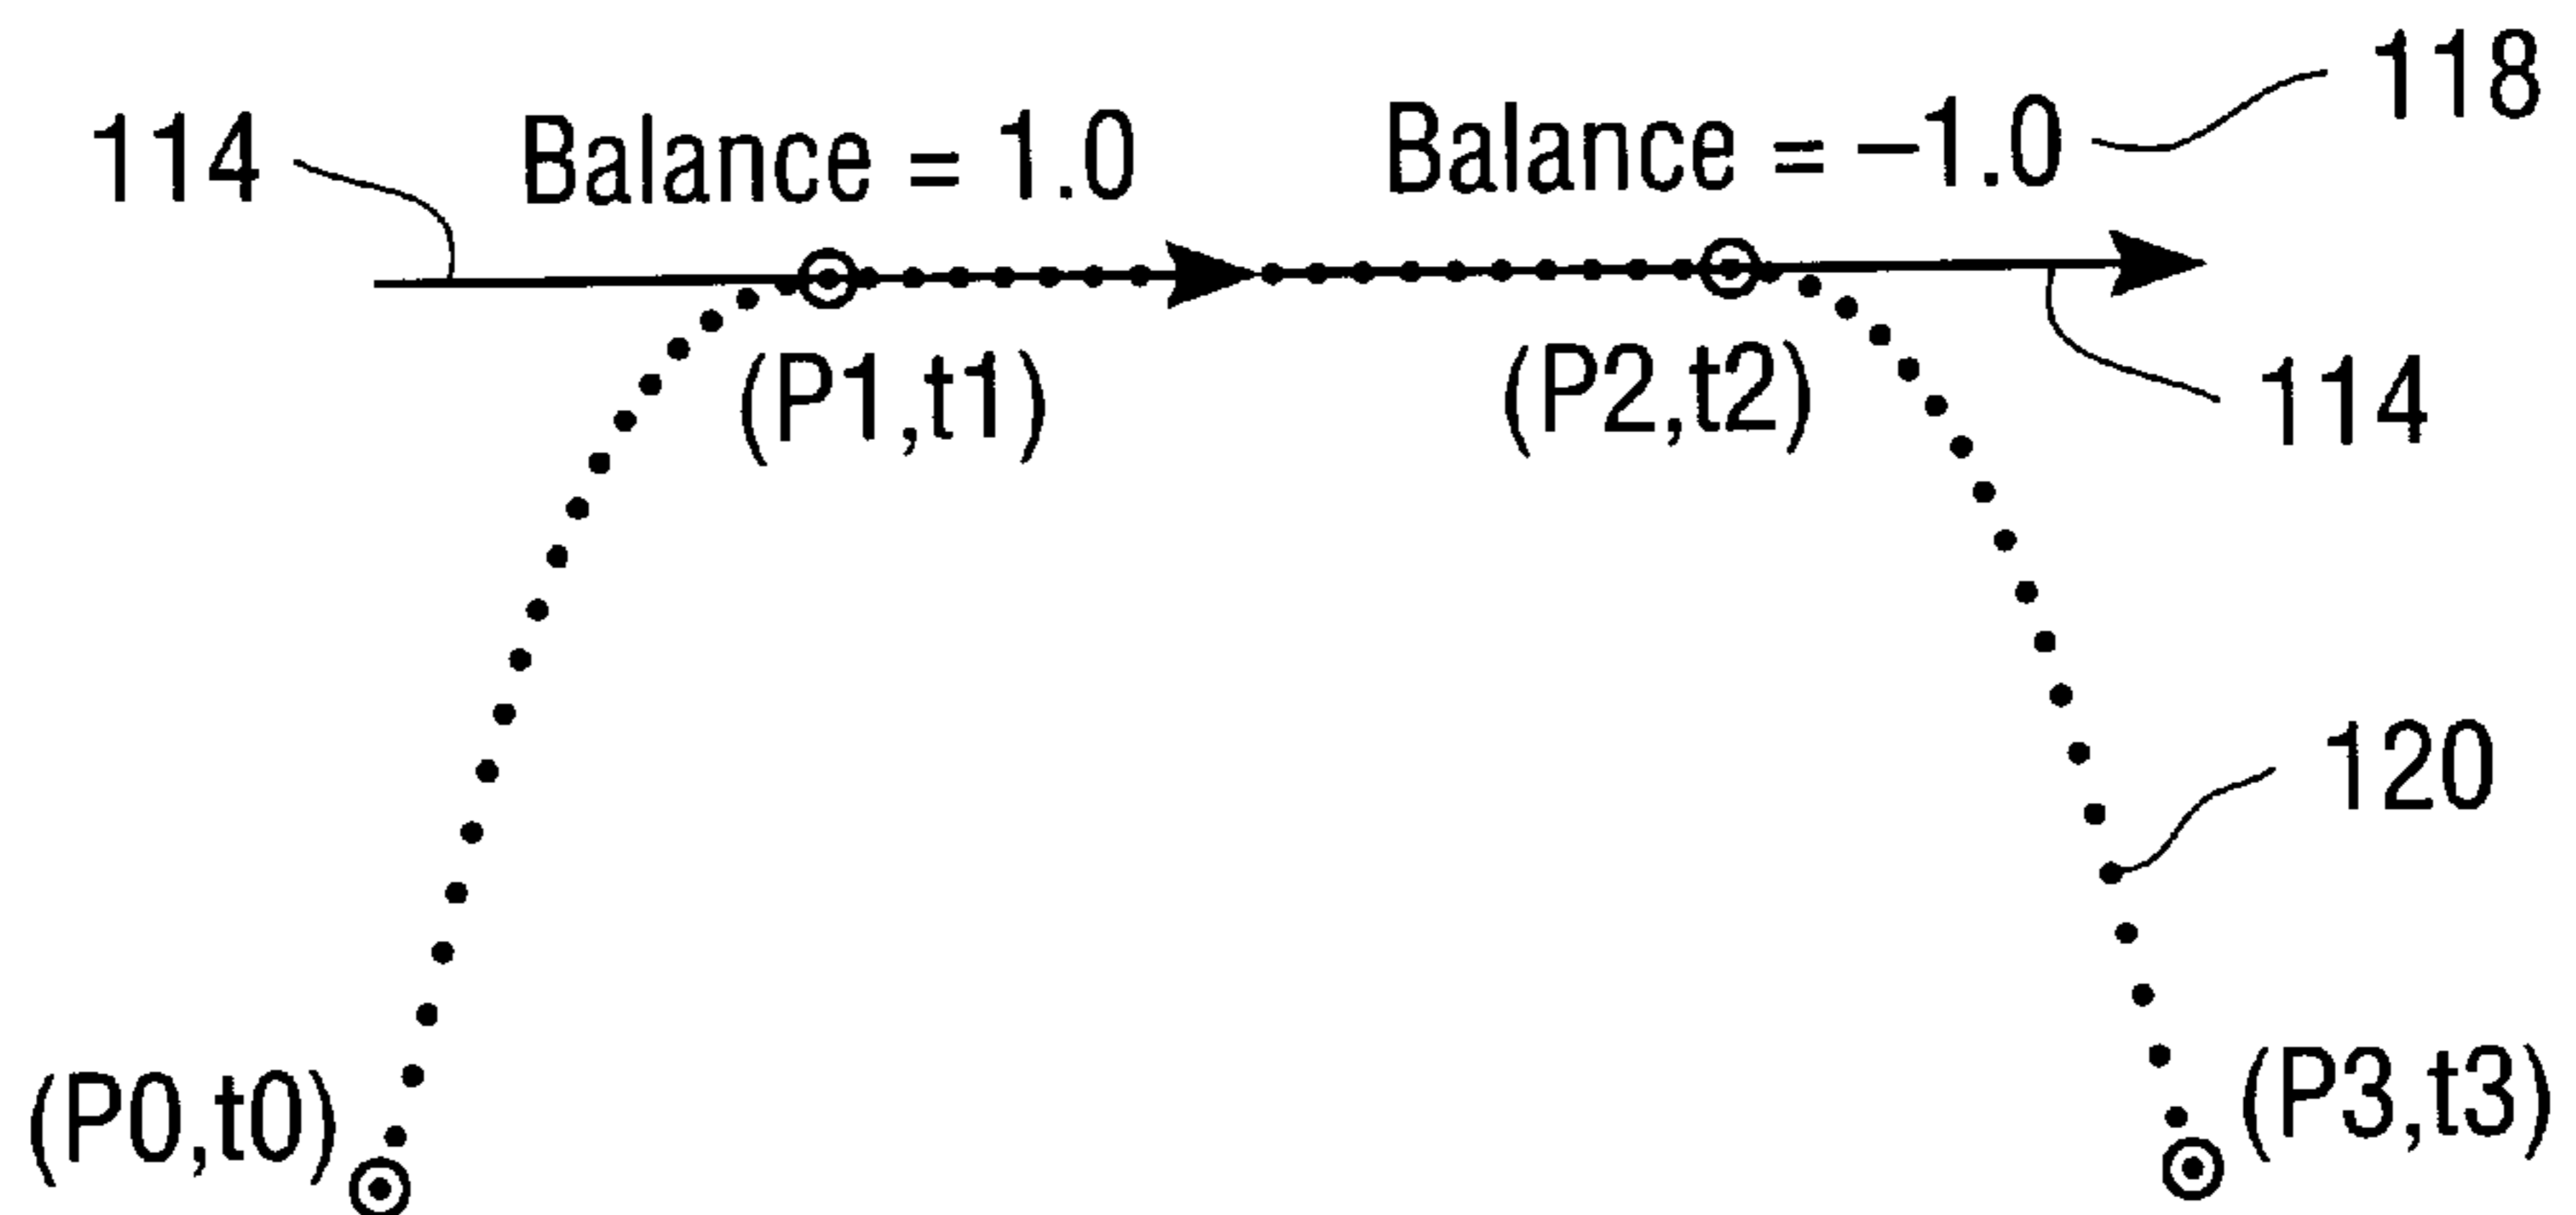 118
114
Balance = 1.0
Balance = –1.0
(P1,t1)
(P2,t2)
114
120
(P0,t0)
(P3,t3)